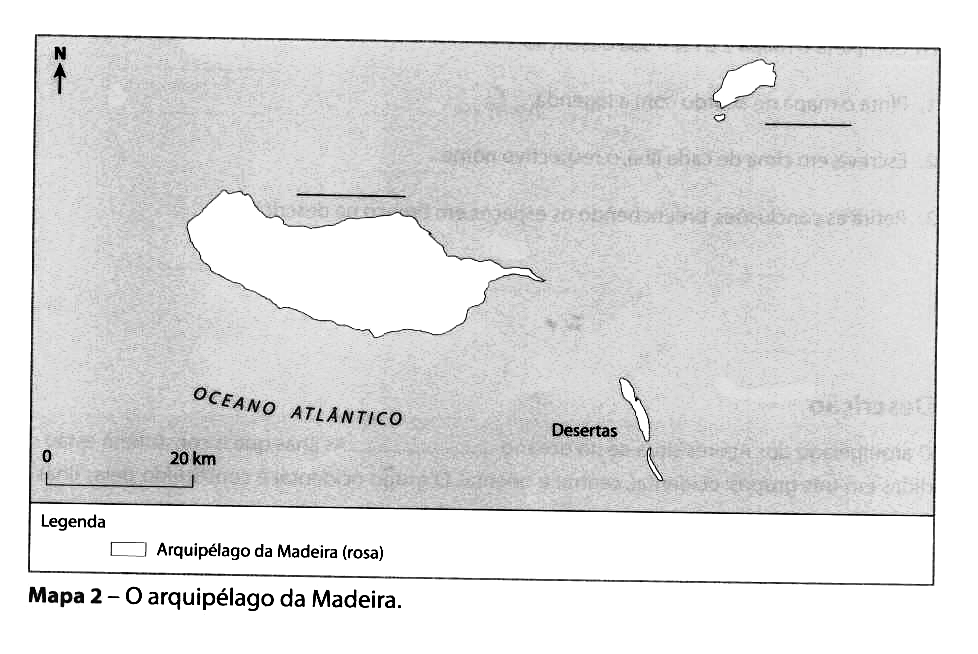 N
OCEANO ATLÂNTICO
Desertas
0 20 km
Legenda
Arquipélago da Madeira (rosa)
Mapa 2 – O arquipélago da Madeira.